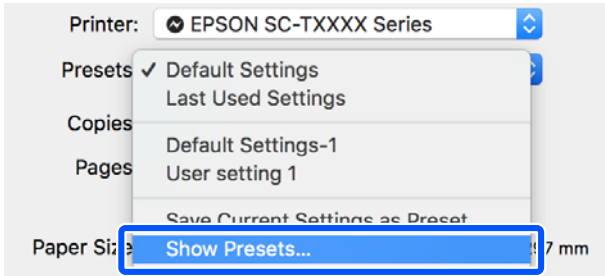 Printer: EPSON SC-TXXXX Series
Presets ✓ Default Settings
Last Used Settings
Copies
Default Settings-1
Pages
User setting 1
Save Current Settings as Preset
Paper Size
Show Presets...
7 mm